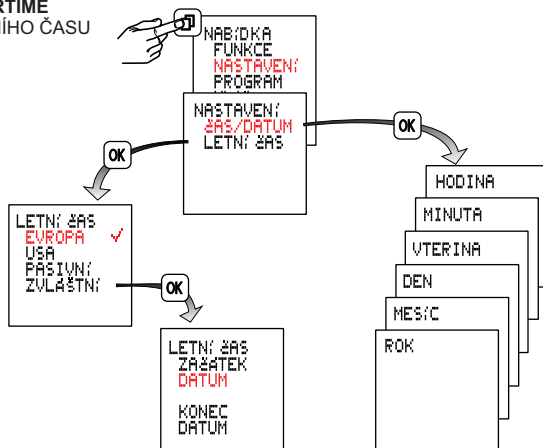 RTIME
NÍHO ČASU
NABÍDKA
FUNKCE
NASTAVENÍ
PROGRAM
NASTAVENÍ
ČAS/DATUM
LETNÍ ČAS
OK
OK
HODINA
MINUTA
VTERINA
DEN
MESÍC
ROK
LETNÍ ČAS
EVROPA ✓
USA
PASIVNÍ
ZVLÁŠTNÍ
OK
LETNÍ ČAS
ZAČÁTEK
DATUM
KONEC
DATUM